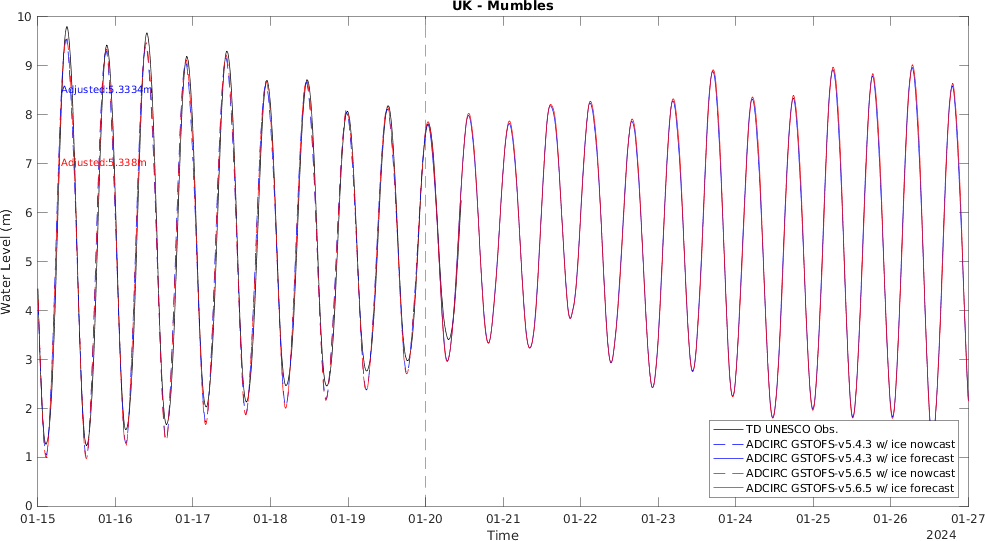 UK - Mumbles
10
9
8
7
6
5
4
3
2
1
0
Water Level (m)
Adjusted:5.3334m
Adjusted:5.338m
TD UNESCO Obs.
ADCIRC GSTOFS-v5.4.3 w/ ice nowcast
ADCIRC GSTOFS-v5.4.3 w/ ice forecast
ADCIRC GSTOFS-v5.6.5 w/ ice nowcast
ADCIRC GSTOFS-v5.6.5 w/ ice forecast
01-15 01-16 01-17 01-18 01-19 01-20 01-21 01-22 01-23 01-24 01-25 01-26 01-27
Time
2024